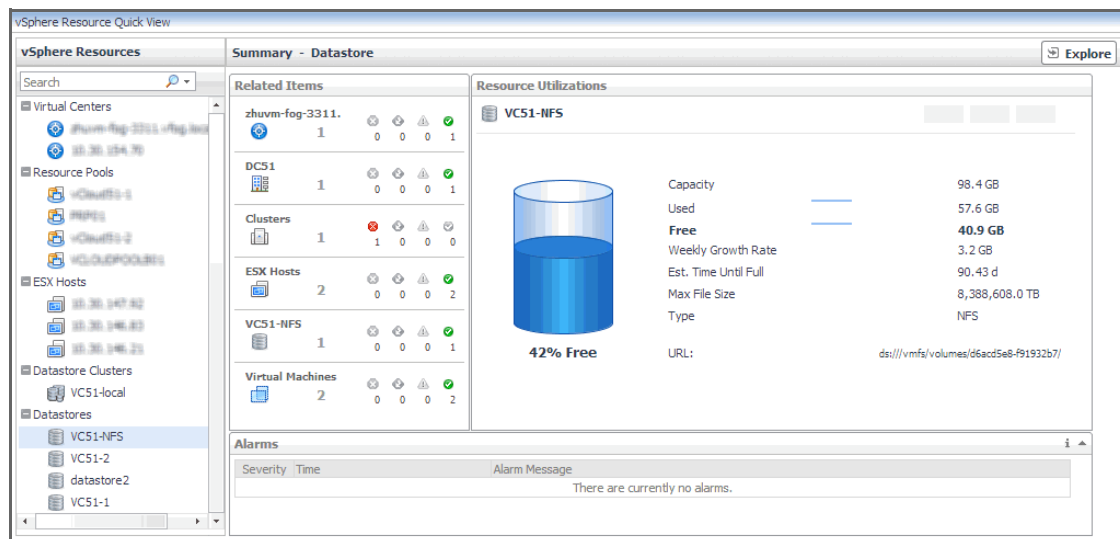 vSphere Resource Quick View
vSphere Resources
Search
Virtual Centers
Resource Pools
ESX Hosts
Datastore Clusters
VC51-local
Datastores
VC51-NFS
VC51-2
datastore2
VC51-1
Summary - Datastore
Explore
Related Items
zhuvm-fog-3311.
1 0 0 0 1
DC51
1 0 0 0 1
Clusters
1 1 0 0 0
ESX Hosts
2 0 0 0 2
VC51-NFS
1 0 0 0 1
Virtual Machines
2 0 0 0 2
Resource Utilizations
VC51-NFS
42% Free
Capacity 98.4 GB
Used 57.6 GB
Free 40.9 GB
Weekly Growth Rate 3.2 GB
Est. Time Until Full 90.43 d
Max File Size 8,388,608.0 TB
Type NFS
URL: ds:///vmfs/volumes/d6acd5e8-f91932b7/
Alarms
Severity Time Alarm Message
There are currently no alarms.